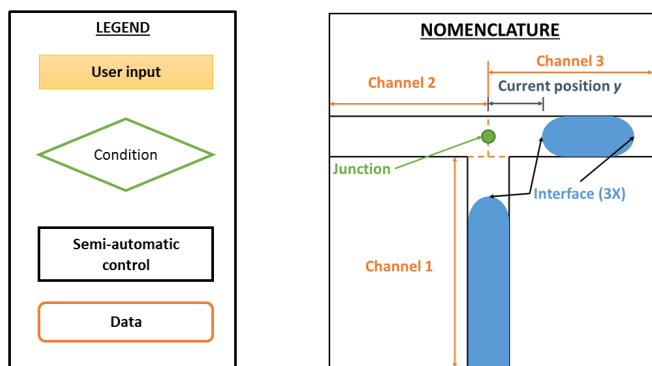 LEGEND
User input
Condition
Semi-automatic
control
Data
NOMENCLATURE
Channel 3
Channel 2
Current position y
Junction
Interface (3X)
Channel 1